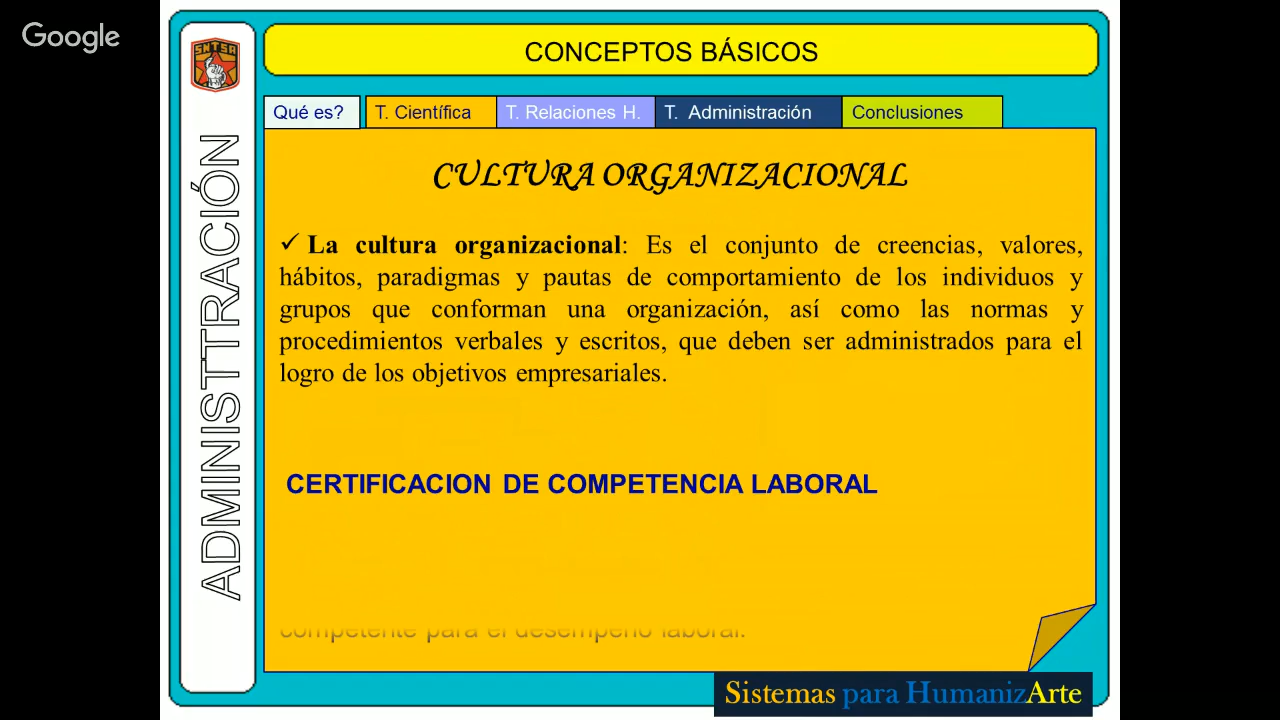 Google
SNTSA
CONCEPTOS BÁSICOS
Qué es? T. Científica T. Relaciones H. T. Administración Conclusiones
ADMINISTTRACIÓN
CULTURA ORGANIZACIONAL
✓ La cultura organizacional: Es el conjunto de creencias, valores,
hábitos, paradigmas y pautas de comportamiento de los individuos y
grupos que conforman una organización, así como las normas y
procedimientos verbales y escritos, que deben ser administrados para el
logro de los objetivos empresariales.
CERTIFICACION DE COMPETENCIA LABORAL
competente para el desempeño laboral.
Sistemas para HumanizArte